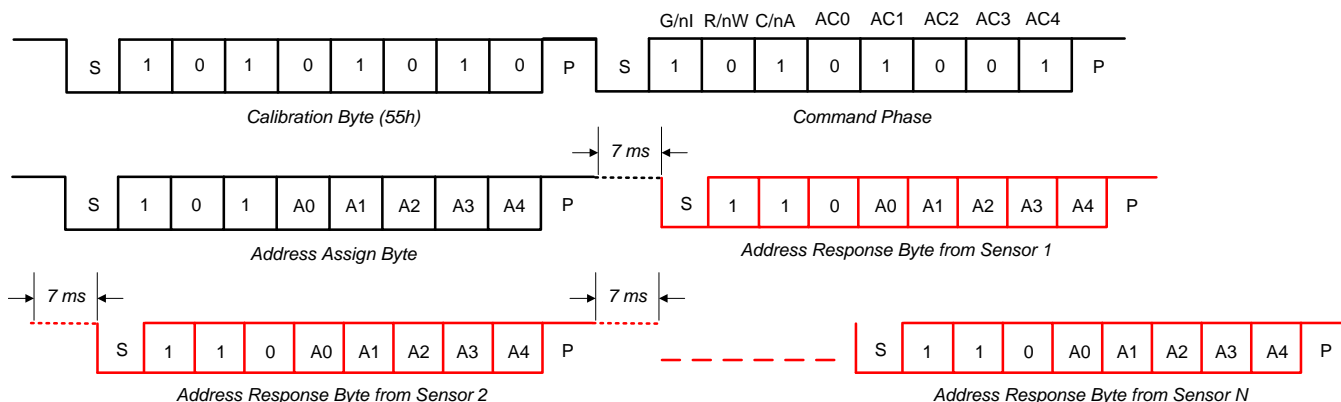 G/nI R/nW C/nA AC0 AC1 AC2 AC3 AC4
S 1 0 1 0 1 0 1 0 P S 1 0 1 0 1 0 0 1 P
Calibration Byte (55h) Command Phase
7 ms
S 1 0 1 A0 A1 A2 A3 A4 P S 1 1 0 A0 A1 A2 A3 A4 P
Address Assign Byte Address Response Byte from Sensor 1
7 ms 7 ms
S 1 1 0 A0 A1 A2 A3 A4 P S 1 1 0 A0 A1 A2 A3 A4 P
Address Response Byte from Sensor 2 Address Response Byte from Sensor N